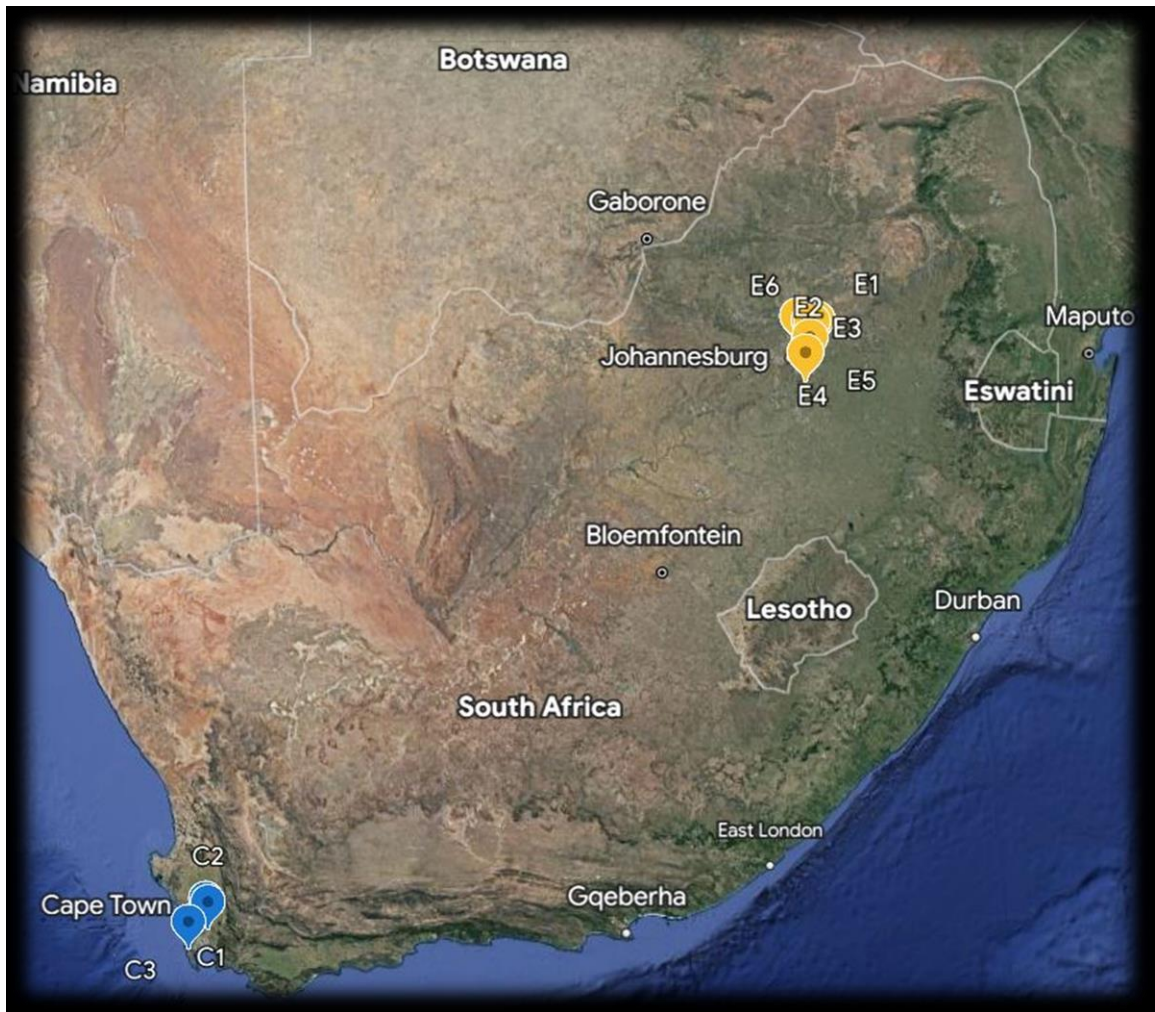 Botswana
Namibia
Gaborone
E6
E1
E2
E3
Maputo
Johannesburg
E5
Eswatini
E4
Bloemfontein
Durban
Lesotho
South Africa
East London
C2
Gqeberha
Cape Town
C1
C3